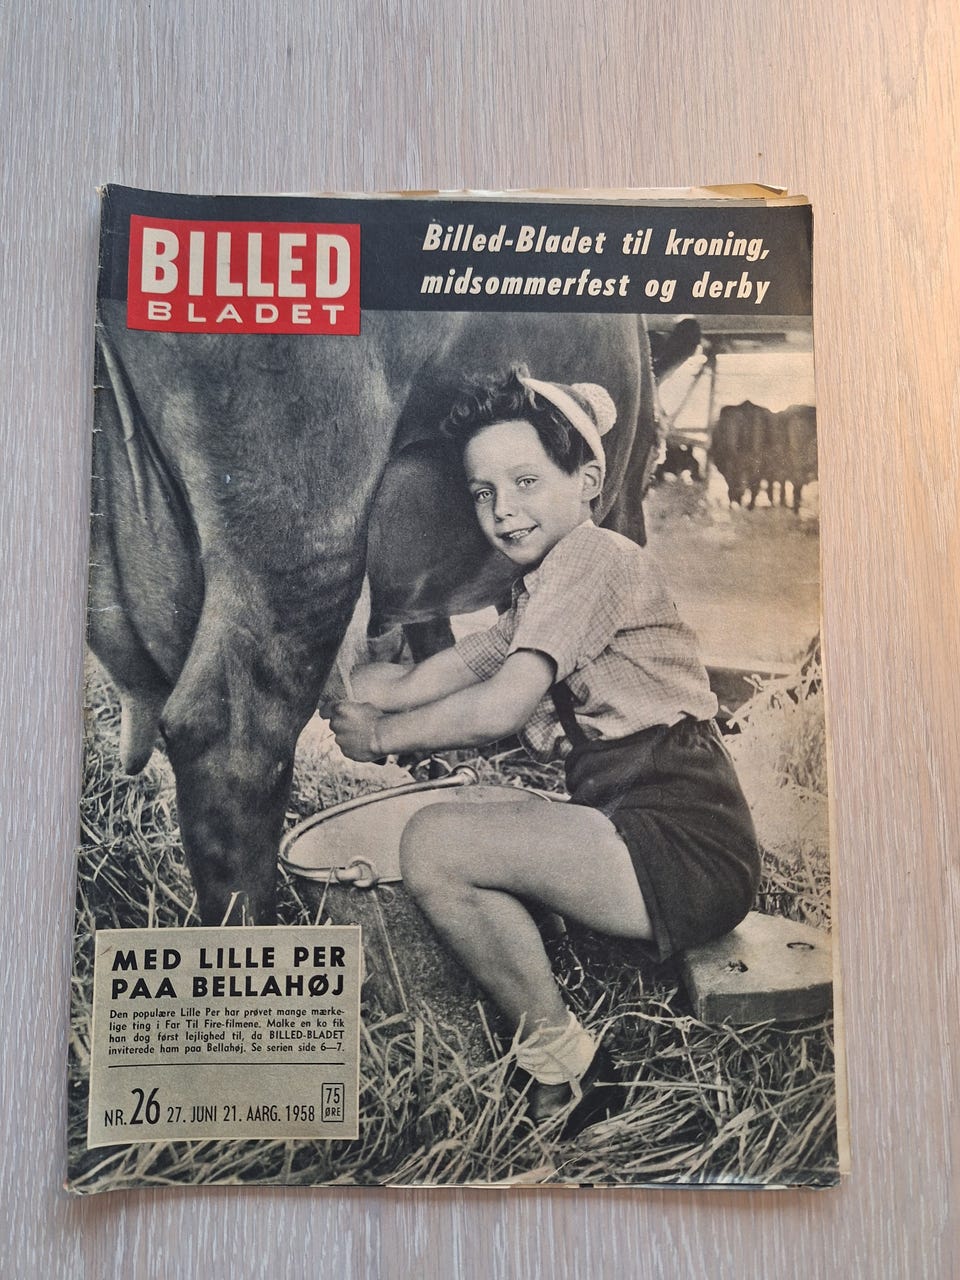 BILLED
BLADET
Billed-Bladet til kroning,
midsommerfest og derby
MED LILLE PER
PAA BELLAHØJ
Den populære Lille Per har prøvet mange mærke-
lige ting i Far Til Fire-filmene. Malke en ko fik
han dog først lejlighed til, da BILLED-BLADET
inviterede ham paa Bellahøj. Se serien side 6—7.
NR. 26 27. JUNI 21. AARG. 1958 75 ØRE